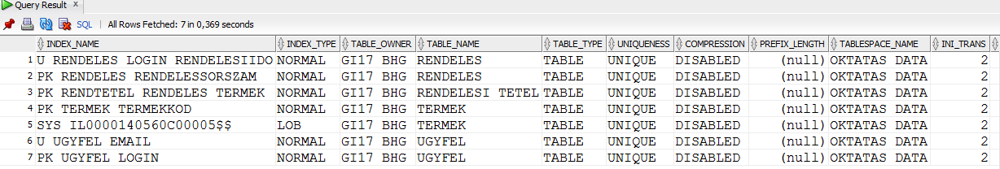 Query Result x
SQL | All Rows Fetched: 7 in 0,369 seconds
INDEX_NAME INDEX_TYPE TABLE_OWNER TABLE_NAME TABLE_TYPE UNIQUENESS COMPRESSION PREFIX_LENGTH TABLESPACE_NAME INI_TRANS
1 U RENDELES LOGIN RENDELESIIDO NORMAL GI17 BHG RENDELES TABLE UNIQUE DISABLED (null) OKTATAS DATA 2
2 PK RENDELES RENDELESSORSZAM NORMAL GI17 BHG RENDELES TABLE UNIQUE DISABLED (null) OKTATAS DATA 2
3 PK RENDTETEL RENDELES TERMEK NORMAL GI17 BHG RENDELESI TETEL TABLE UNIQUE DISABLED (null) OKTATAS DATA 2
4 PK TERMEK TERMEKKOD NORMAL GI17 BHG TERMEK TABLE UNIQUE DISABLED (null) OKTATAS DATA 2
5 SYS IL0000140560C00005$$ LOB GI17 BHG TERMEK TABLE UNIQUE DISABLED (null) OKTATAS DATA 2
6 U UGYFEL EMAIL NORMAL GI17 BHG UGYFEL TABLE UNIQUE DISABLED (null) OKTATAS DATA 2
7 PK UGYFEL LOGIN NORMAL GI17 BHG UGYFEL TABLE UNIQUE DISABLED (null) OKTATAS DATA 2